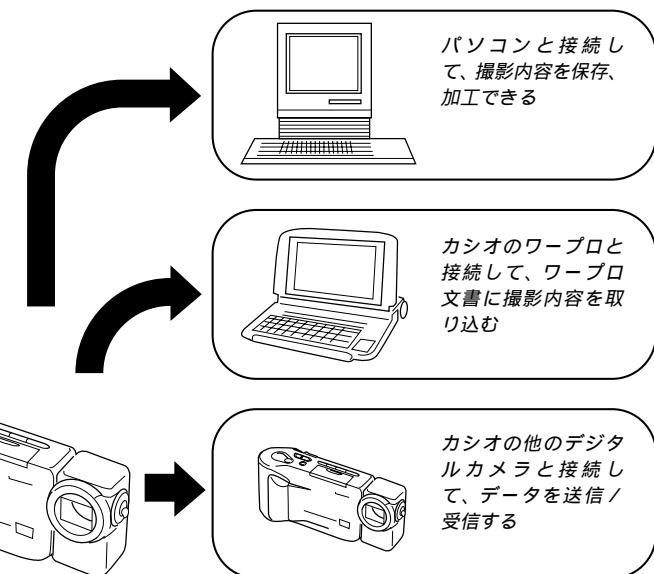 パソコンと接続し
て、撮影内容を保存、
加工できる
カシオのワープロと
接続して、ワープロ
文書に撮影内容を取
り込む
カシオの他のデジタ
ルカメラと接続し
て、データを送信／
受信する